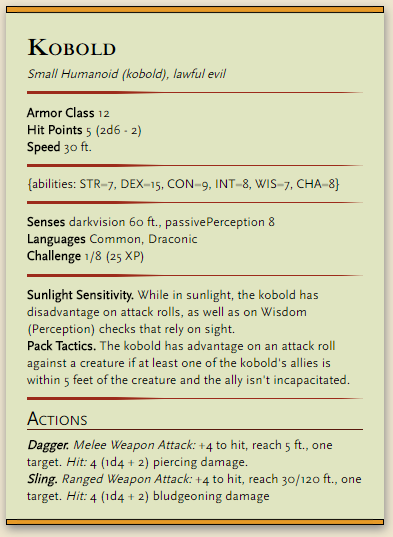 Kobold
Small Humanoid (kobold), lawful evil
Armor Class 12
Hit Points 5 (2d6 - 2)
Speed 30 ft.
{abilities: STR=7, DEX=15, CON=9, INT=8, WIS=7, CHA=8}
Senses darkvision 60 ft., passivePerception 8
Languages Common, Draconic
Challenge 1/8 (25 XP)
Sunlight Sensitivity. While in sunlight, the kobold has
disadvantage on attack rolls, as well as on Wisdom
(Perception) checks that rely on sight.
Pack Tactics. The kobold has advantage on an attack roll
against a creature if at least one of the kobold's allies is
within 5 feet of the creature and the ally isn't incapacitated.
Actions
Dagger. Melee Weapon Attack: +4 to hit, reach 5 ft., one
target. Hit: 4 (1d4 + 2) piercing damage.
Sling. Ranged Weapon Attack: +4 to hit, reach 30/120 ft., one
target. Hit: 4 (1d4 + 2) bludgeoning damage